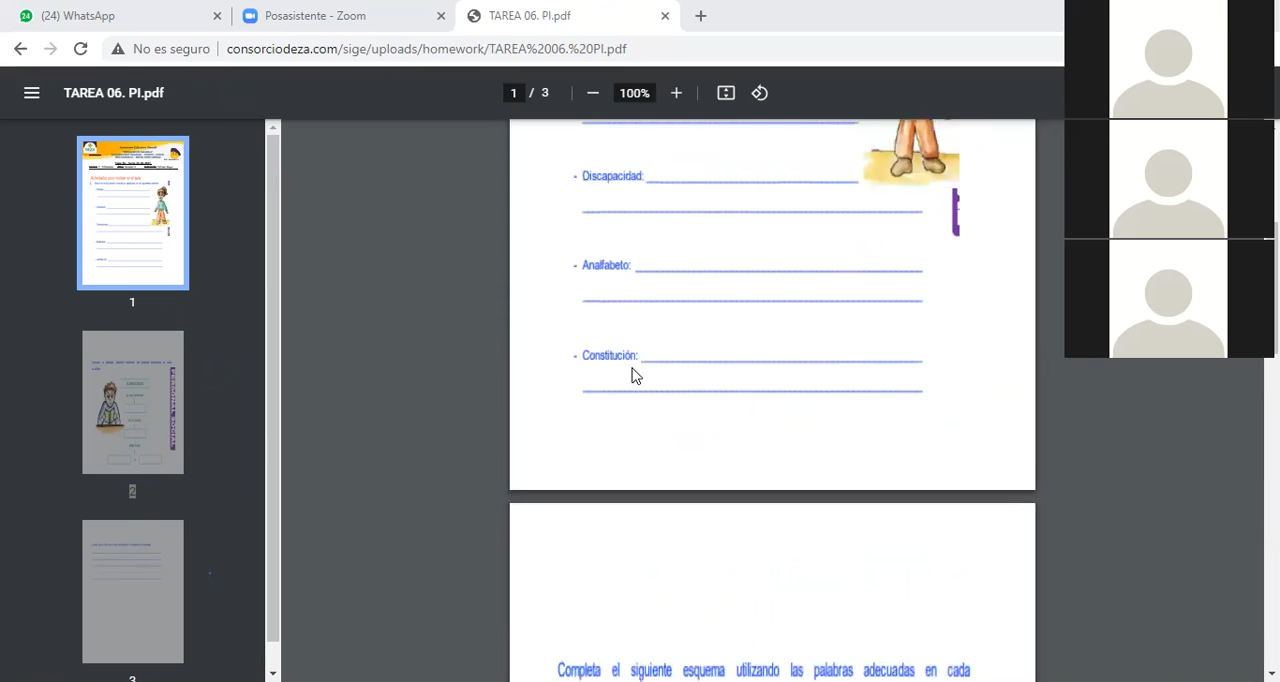 (24) WhatsApp
Posasistente - Zoom
TAREA 06. PI.pdf
No es seguro
consorciodeza.com/sige/uploads/homework/TAREA%2006.%20PI.pdf
TAREA 06. PI.pdf
1 / 3
100%
1
2
3
- Discapacidad:
- Analfabeto:
- Constitución:
Completa el siguiente esquema utilizando las palabras adecuadas en cada